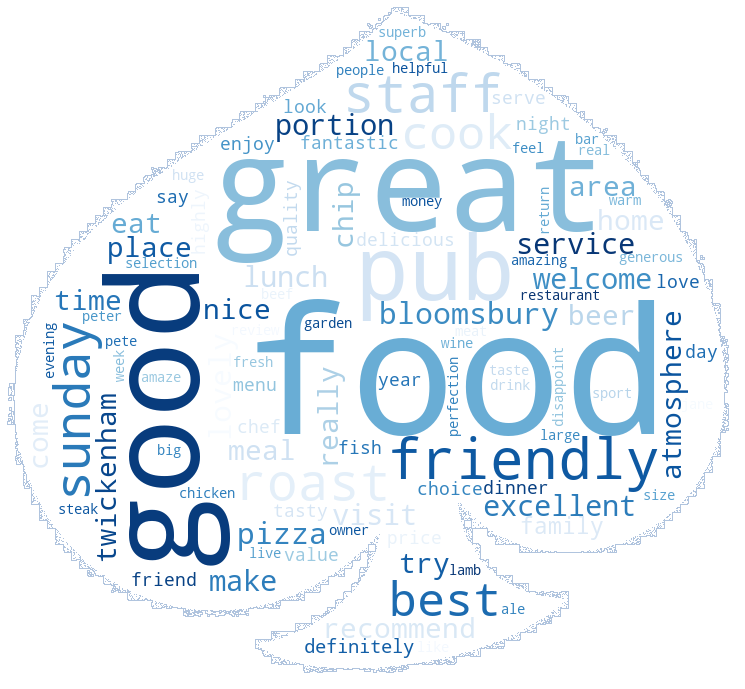 superb
local
people
helpful
staff
serve
look
portion
cook
night
enjoy
fantastic
feel
bar
real
great
huge
say
highly
quality
chip
money
return
area
warm
eat
home
place
delicious
pub
service
generous
selection
lunch
amazing
welcome
love
time
good
nice
beer
restaurant
peter
garden
bloomsbury
beer
sunday
pete
review
food
wine
meat
day
evening
week
amaze
lovely
fresh
menu
really
year
perfection
taste
drink
disappoint
sport
atmosphere
come
twickenham
big
chef
meal
fish
friendly
large
game
steak
chicken
roast
choice
dinner
excellent
size
tasty
visit
pizza
owner
price
family
friend
make
live
value
try
lamb
best
ale
recommend
definitely
like